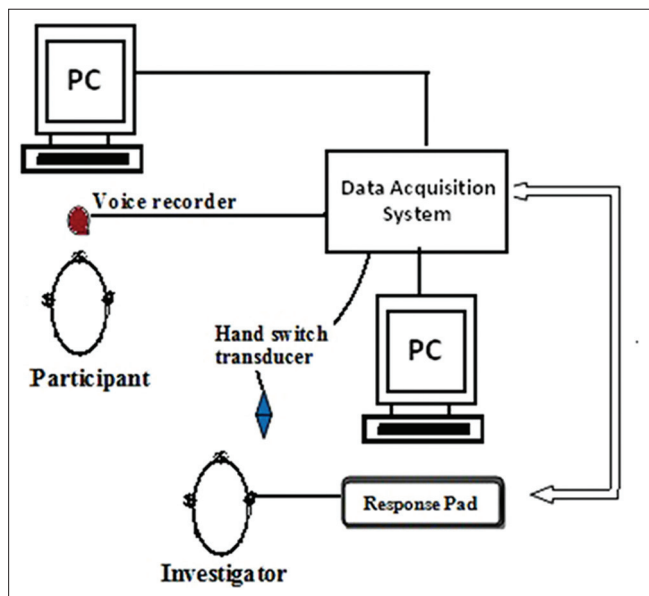 PC
Data Acquisition
System
Voice recorder
Hand switch
transducer
Participant
PC
Response Pad
Investigator